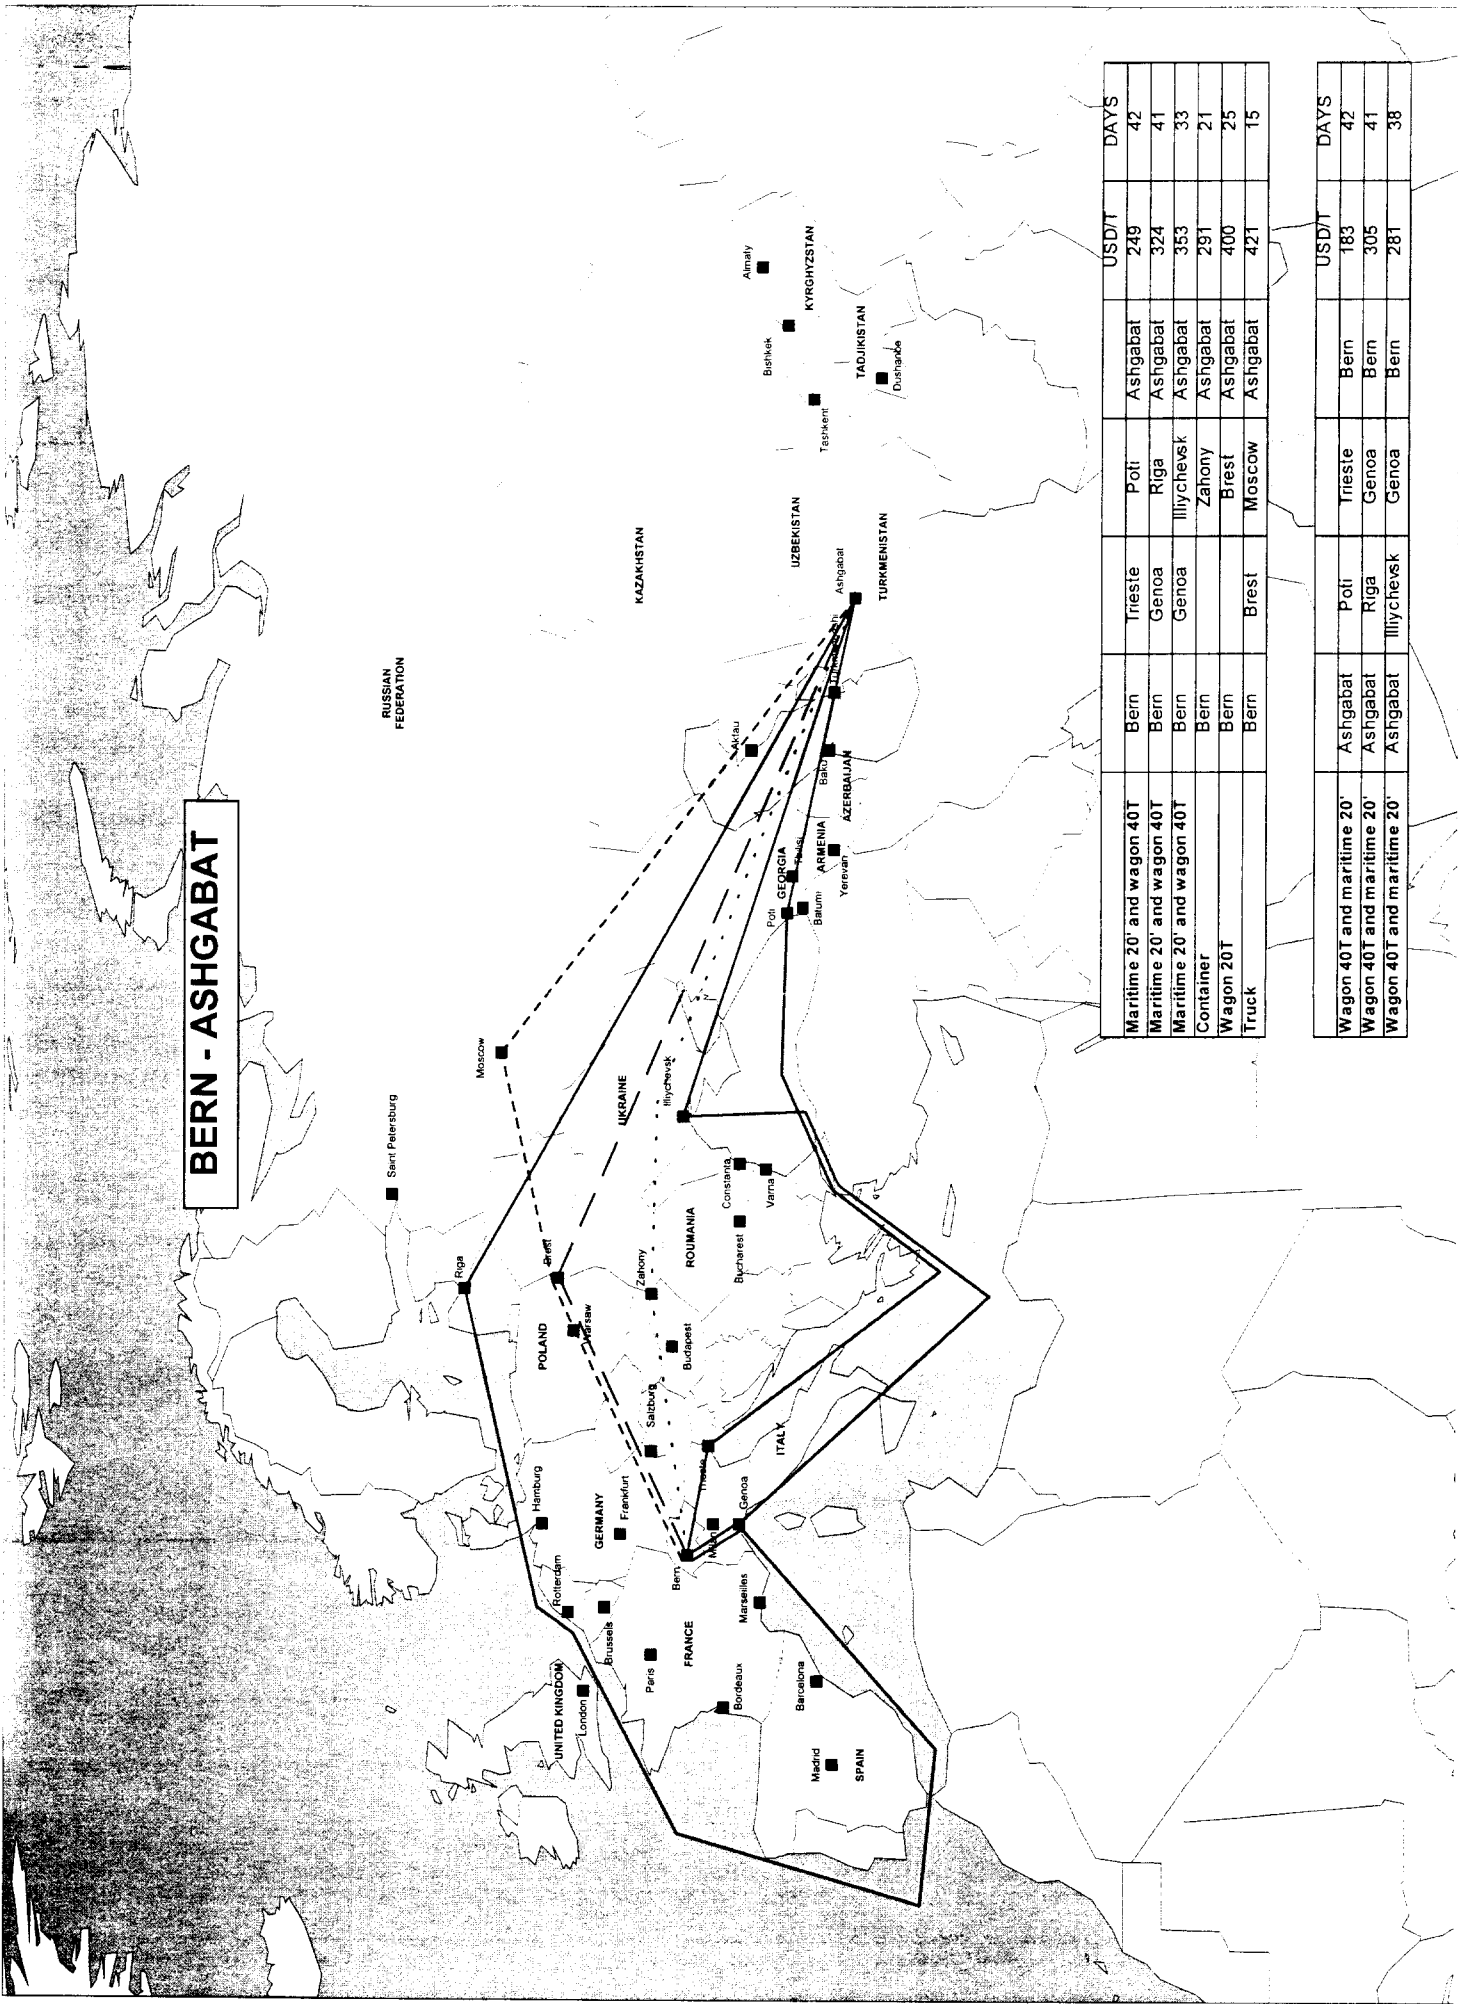 BERN - ASHGABAT
Saint Petersburg
RUSSIAN
FEDERATION
Moscow
Riga
Hamburg
Rotterdam
UNITED KINGDOM
London
Brussels
GERMANY
Frankfurt
POLAND
Warsaw
Brest
UKRAINE
KAZAKHSTAN
Paris
FRANCE
Bern
Salzburg
Budapest
Zahony
ROUMANIA
Illiychevsk
Bordeaux
Marseilles
Milan
Genoa
Trieste
ITALY
Bucharest
Constanta
Varna
Madrid
SPAIN
Barcelona
Poti
Batumi
GEORGIA
Tbilisi
ARMENIA
Yerevan
Baku
AZERBAIJAN
Aktau
Ashgabat
TURKMENISTAN
UZBEKISTAN
Tashkent
Bishkek
Almaty
KYRGHYZSTAN
TADJIKISTAN
Dushanbe
USD/T DAYS
Maritime 20' and wagon 40T Bern Trieste Poti Ashgabat 249 42
Maritime 20' and wagon 40T Bern Genoa Riga Ashgabat 324 41
Maritime 20' and wagon 40T Bern Genoa Illiychevsk Ashgabat 353 33
Container Bern Zahony Ashgabat 291 21
Wagon 20T Bern Brest Ashgabat 400 25
Truck Bern Brest Moscow Ashgabat 421 15
USD/T DAYS
Wagon 40T and maritime 20' Ashgabat Poti Trieste Bern 183 42
Wagon 40T and maritime 20' Ashgabat Riga Genoa Bern 305 41
Wagon 40T and maritime 20' Ashgabat Illiychevsk Genoa Bern 281 38